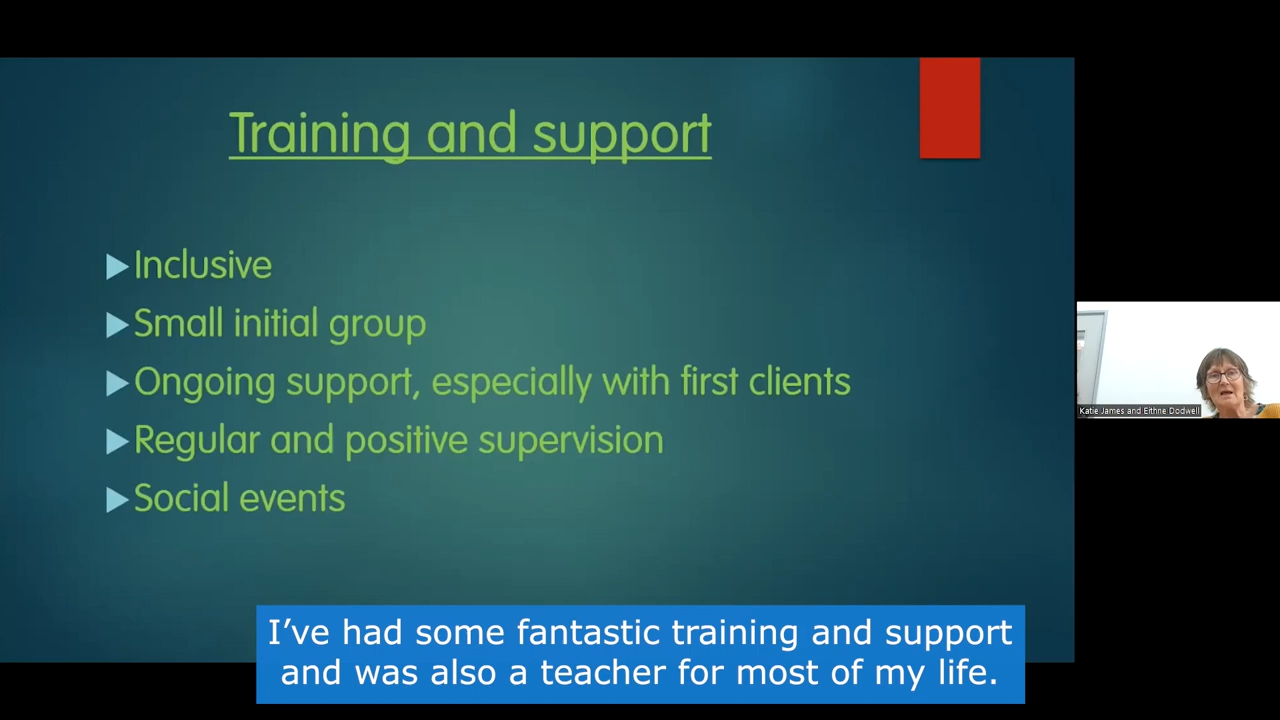 Training and support
Inclusive
Small initial group
Ongoing support, especially with first clients
Regular and positive supervision
Social events
Katie James and Eithne Dodwell
I’ve had some fantastic training and support
and was also a teacher for most of my life.